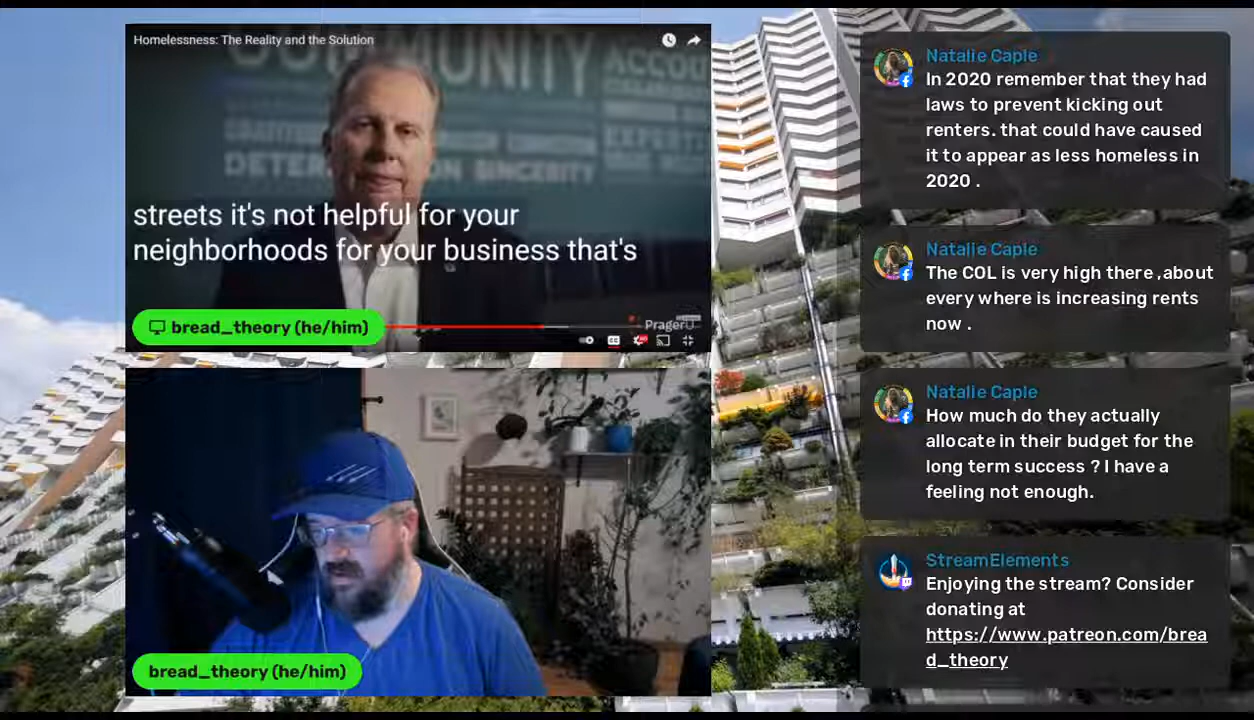 Homelessness: The Reality and the Solution
COMMUNITY
DETERMINATION SINCERITY
streets it's not helpful for your
neighborhoods for your business that's
bread_theory (he/him)
PragerU
CC
bread_theory (he/him)
Natalie Caple
In 2020 remember that they had
laws to prevent kicking out
renters. that could have caused
it to appear as less homeless in
2020 .
Natalie Caple
The COL is very high there ,about
every where is increasing rents
now .
Natalie Caple
How much do they actually
allocate in their budget for the
long term success ? I have a
feeling not enough.
StreamElements
Enjoying the stream? Consider
donating at
https://www.patreon.com/brea
d_theory